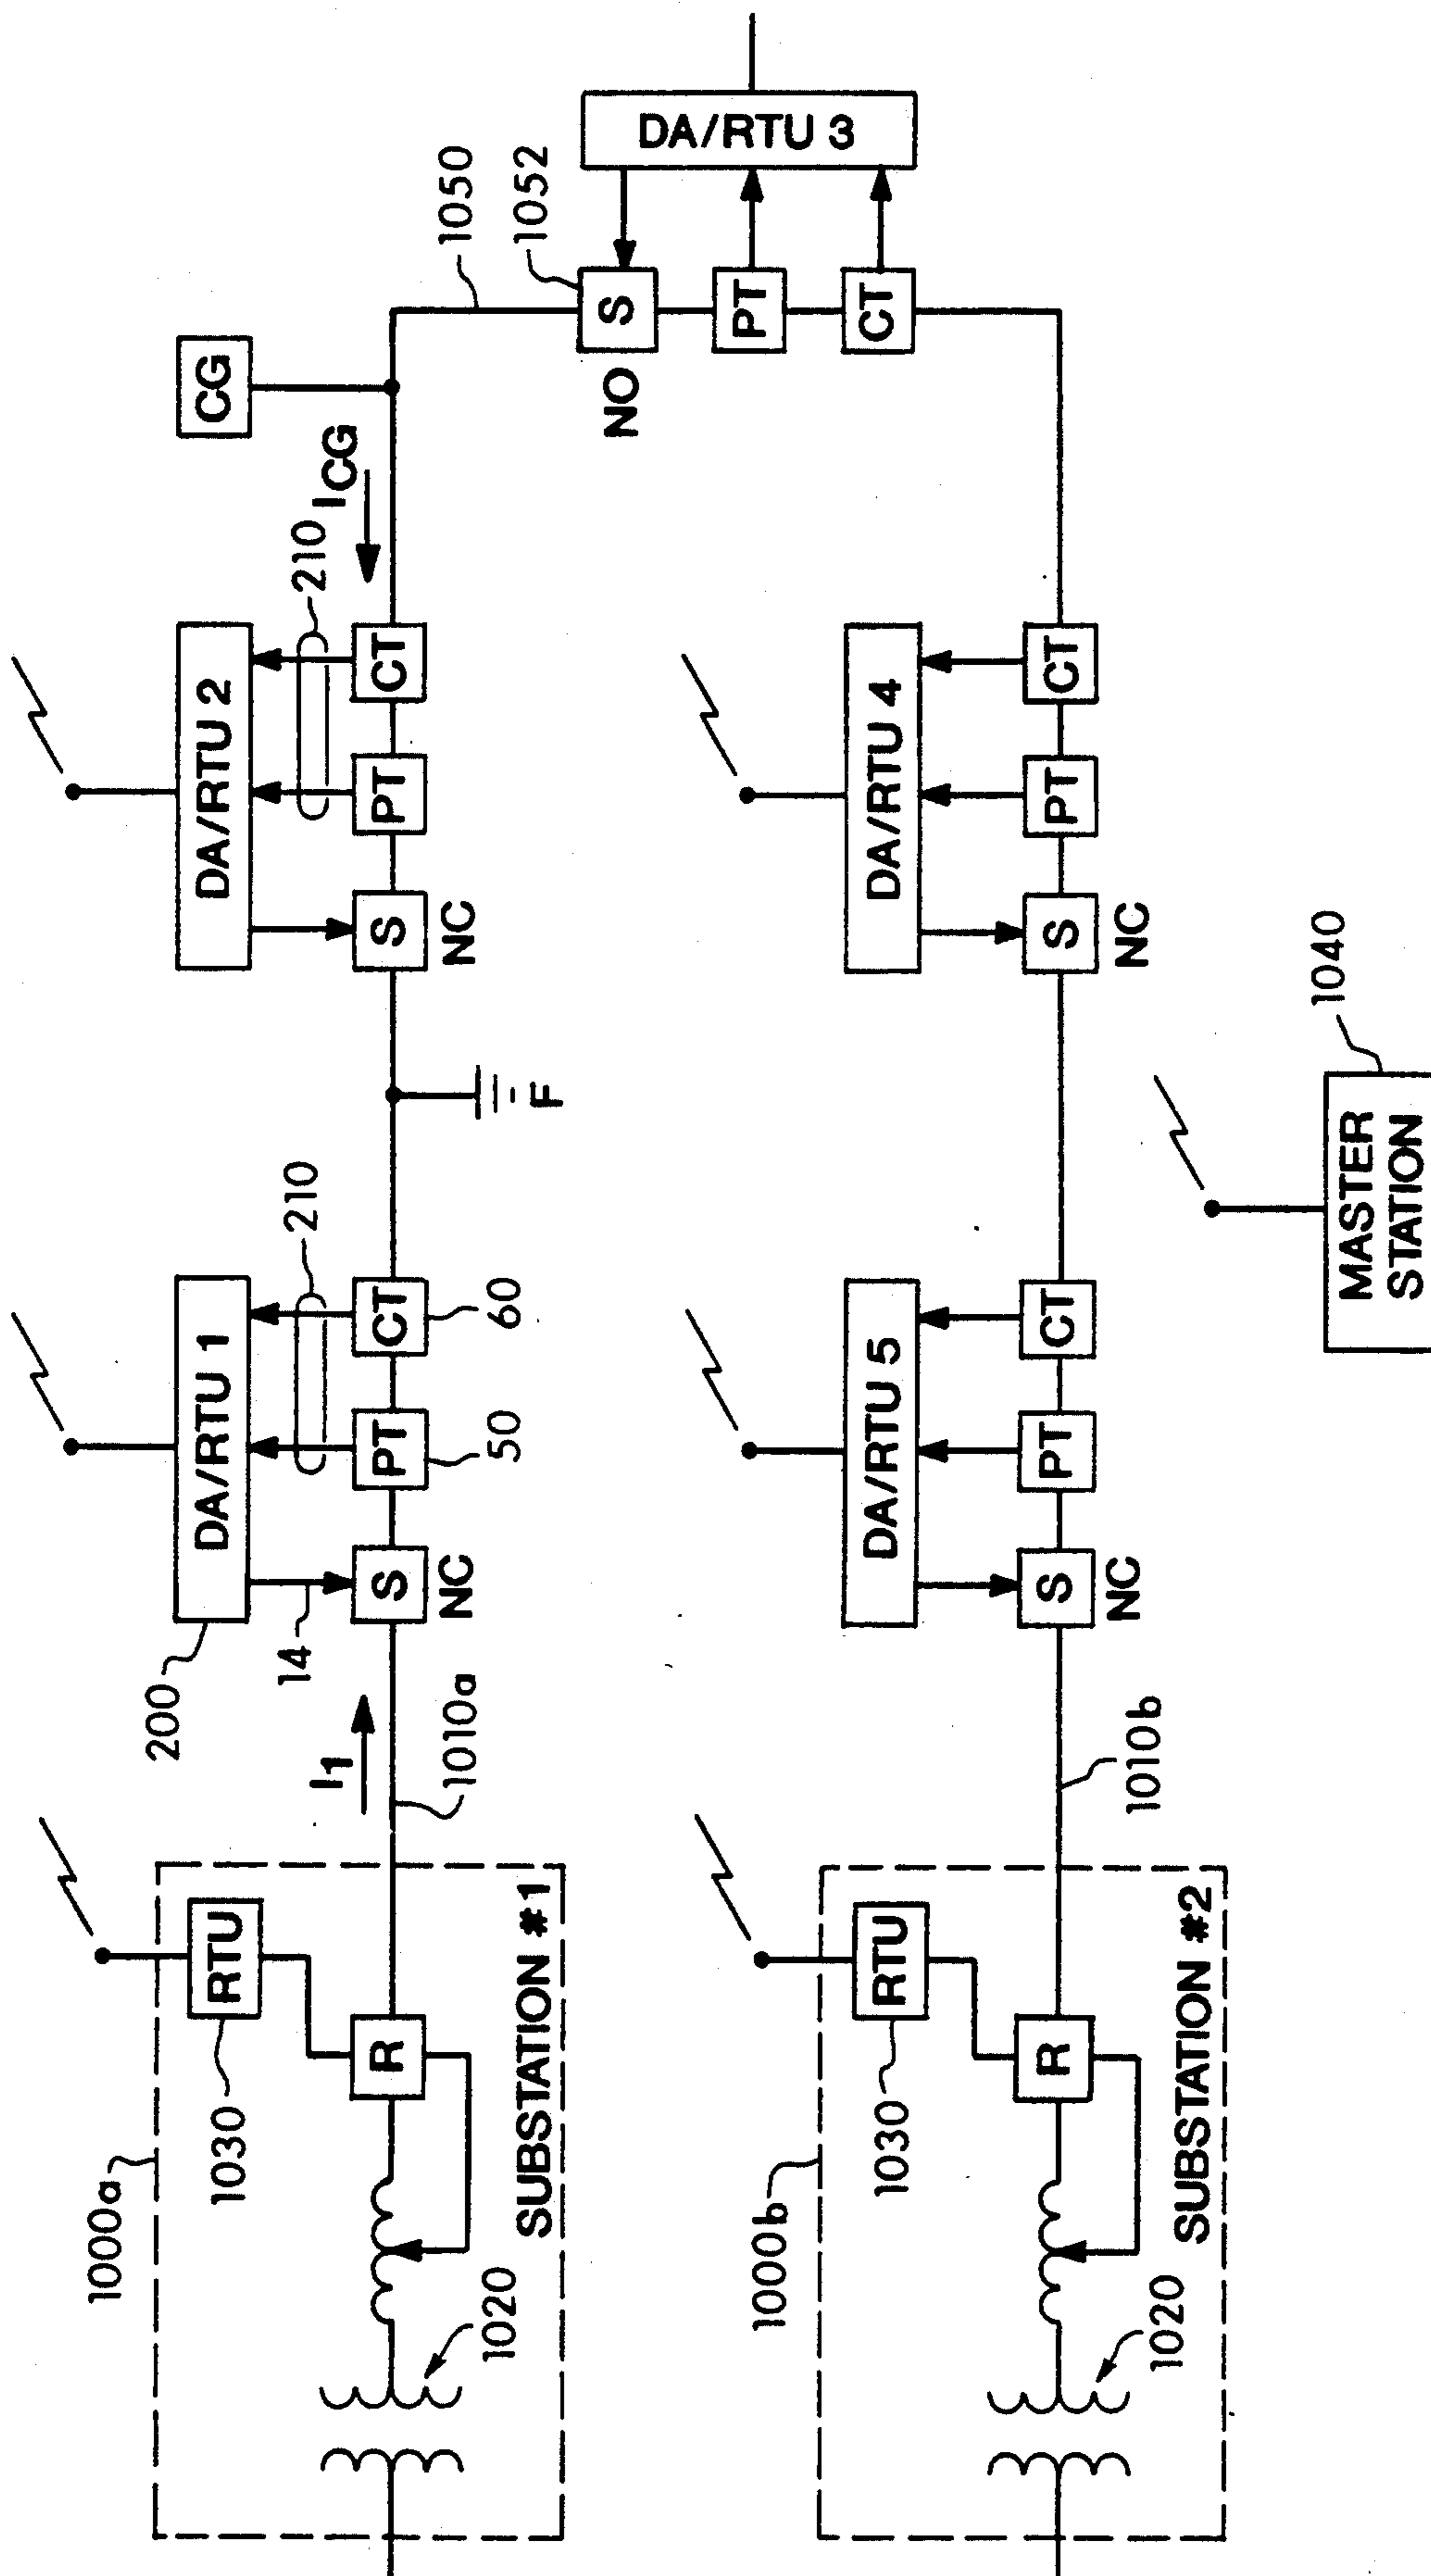 1000a
1030
RTU
R
1020
SUBSTATION #1
I1
1010a
200
14
DA/RTU 1
210
S
PT
CT
NC
50
60
F
DA/RTU 2
210
S
PT
CT
NC
ICG
CG
1050
1052
S
NO
PT
CT
DA/RTU 3
1000b
1030
RTU
R
1020
SUBSTATION #2
1010b
DA/RTU 5
S
PT
CT
NC
DA/RTU 4
S
PT
CT
NC
1040
MASTER
STATION